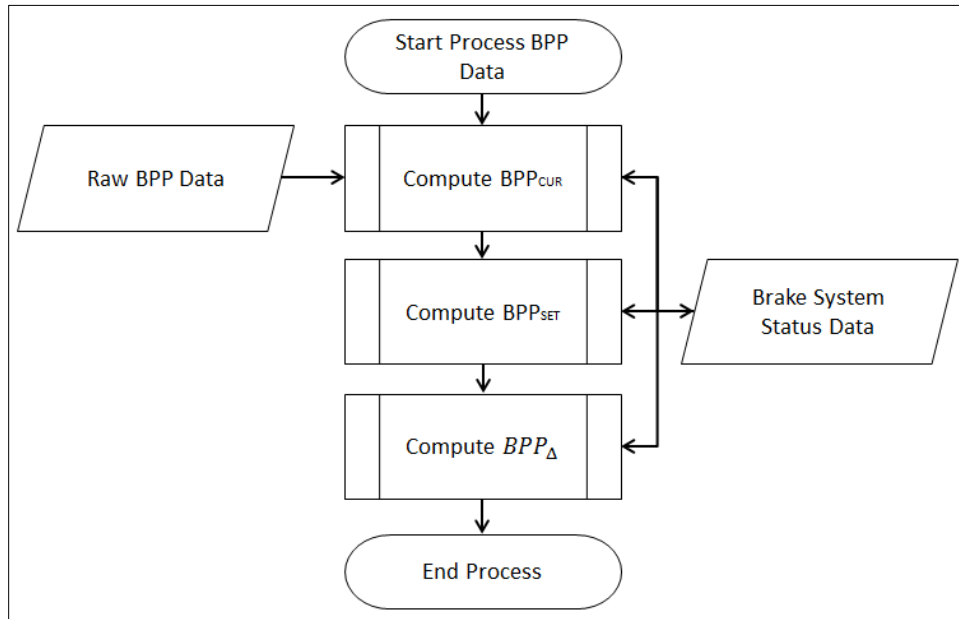 Start Process BPP
Data
Raw BPP Data
Compute BPPCUR
Compute BPPSET
Brake System
Status Data
Compute BPPΔ
End Process